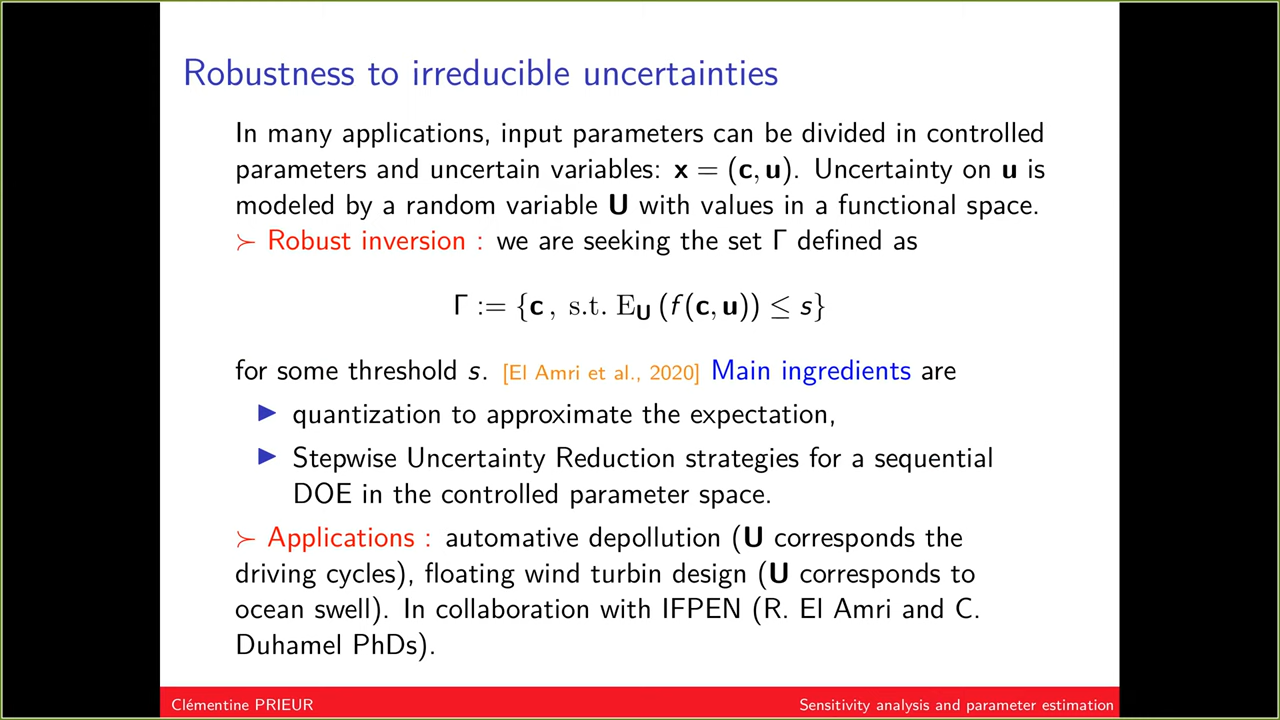 Robustness to irreducible uncertainties
In many applications, input parameters can be divided in controlled
parameters and uncertain variables: x = (c, u). Uncertainty on u is
modeled by a random variable U with values in a functional space.
≻ Robust inversion : we are seeking the set Γ defined as
Γ := {c , s.t. E_U (f(c, u)) ≤ s}
for some threshold s. [El Amri et al., 2020] Main ingredients are
▶ quantization to approximate the expectation,
▶ Stepwise Uncertainty Reduction strategies for a sequential
DOE in the controlled parameter space.
≻ Applications : automative depollution (U corresponds the
driving cycles), floating wind turbin design (U corresponds to
ocean swell). In collaboration with IFPEN (R. El Amri and C.
Duhamel PhDs).
Clémentine PRIEUR
Sensitivity analysis and parameter estimation